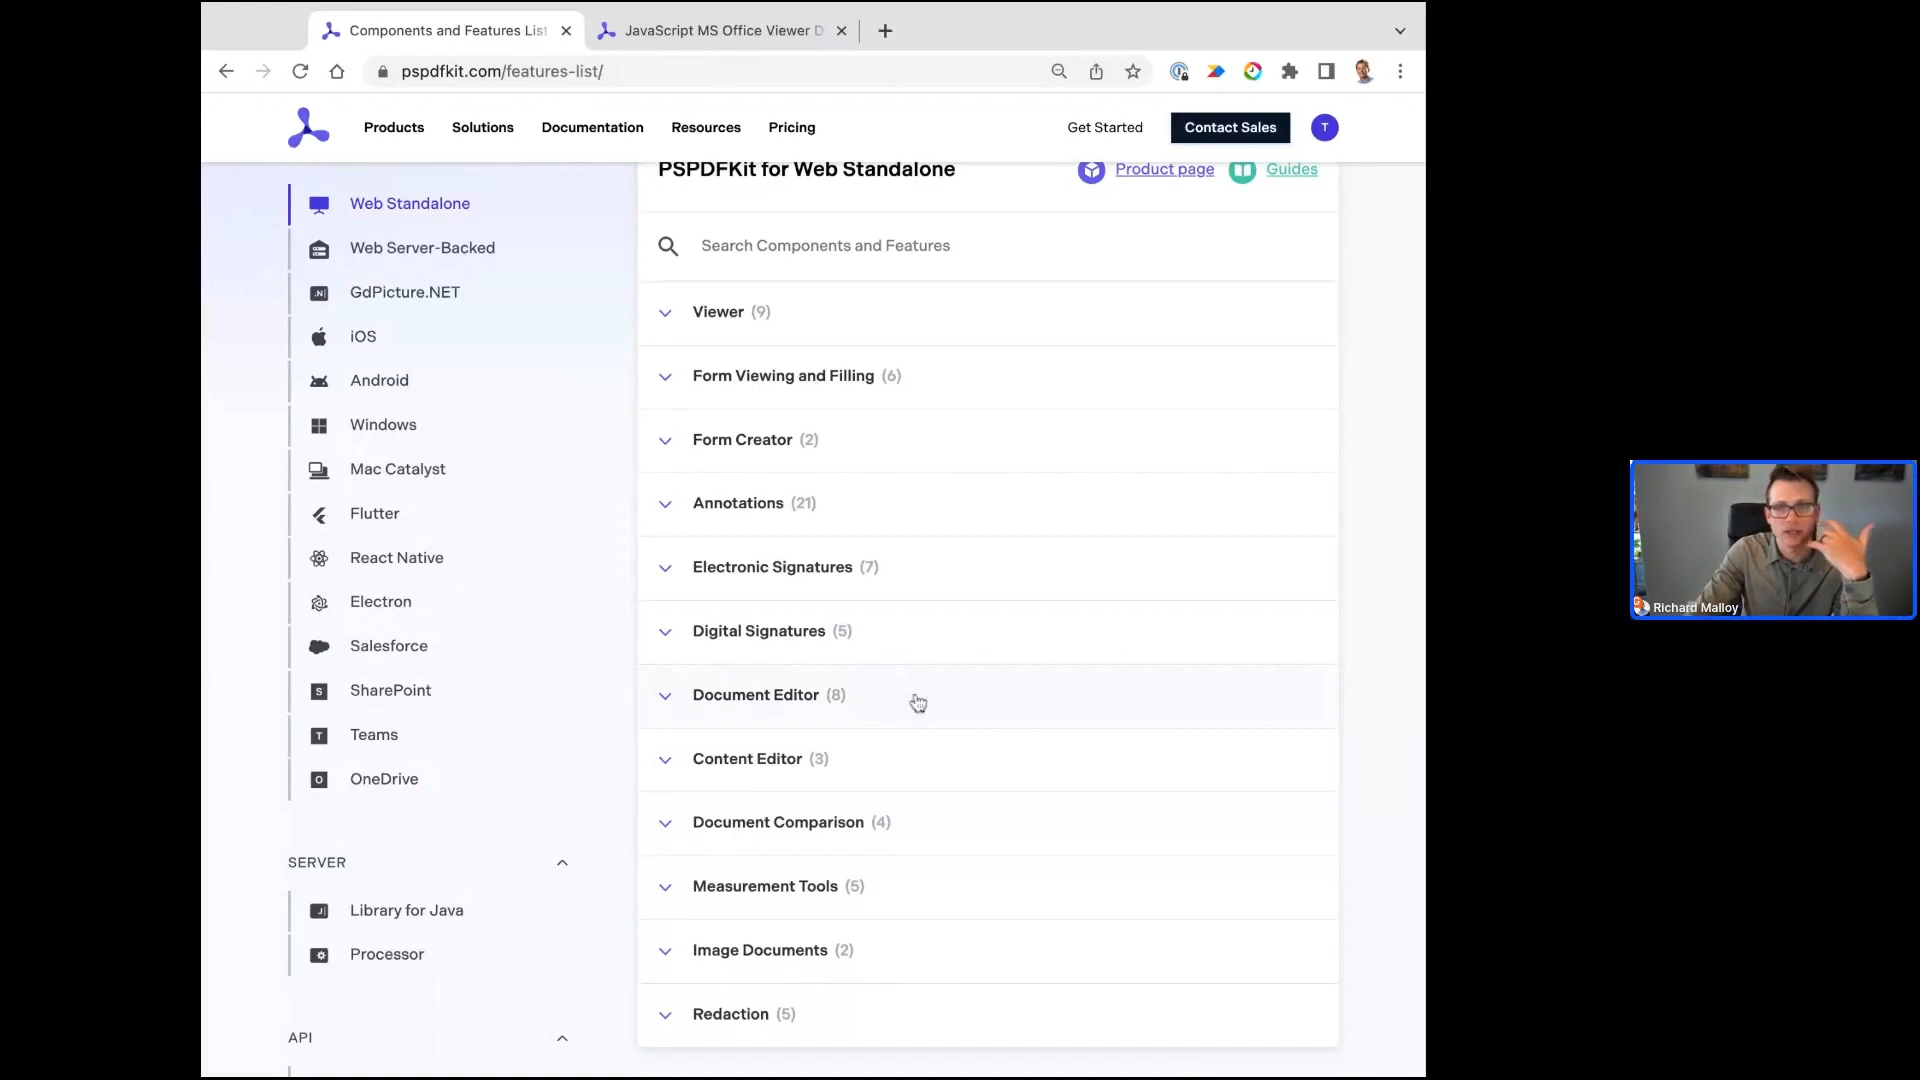 Components and Features List
JavaScript MS Office Viewer D
pspdfkit.com/features-list/
Products
Solutions
Documentation
Resources
Pricing
Get Started
Contact Sales
T
Web Standalone
Web Server-Backed
GdPicture.NET
iOS
Android
Windows
Mac Catalyst
Flutter
React Native
Electron
Salesforce
SharePoint
Teams
OneDrive
SERVER
Library for Java
Processor
API
PSPDFKit for Web Standalone
Product page
Guides
Search Components and Features
Viewer (9)
Form Viewing and Filling (6)
Form Creator (2)
Annotations (21)
Electronic Signatures (7)
Digital Signatures (5)
Document Editor (8)
Content Editor (3)
Document Comparison (4)
Measurement Tools (5)
Image Documents (2)
Redaction (5)
Richard Malloy